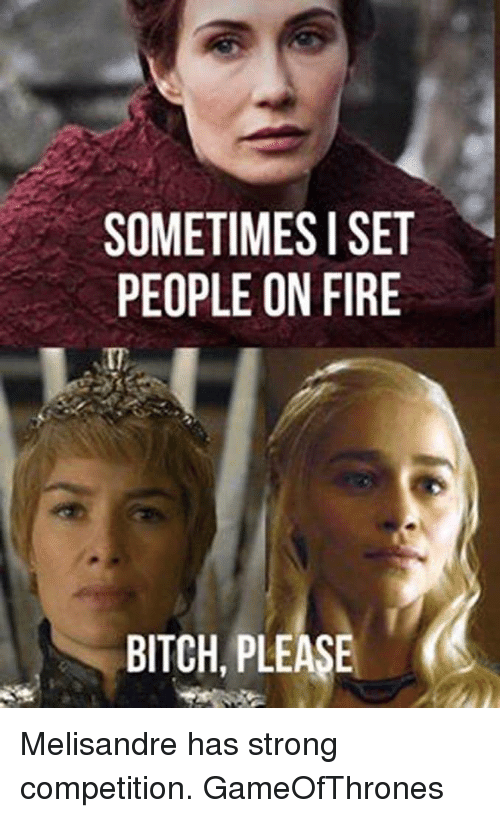 SOMETIMES I SET
PEOPLE ON FIRE
BITCH, PLEASE
Melisandre has strong
competition. GameOfThrones